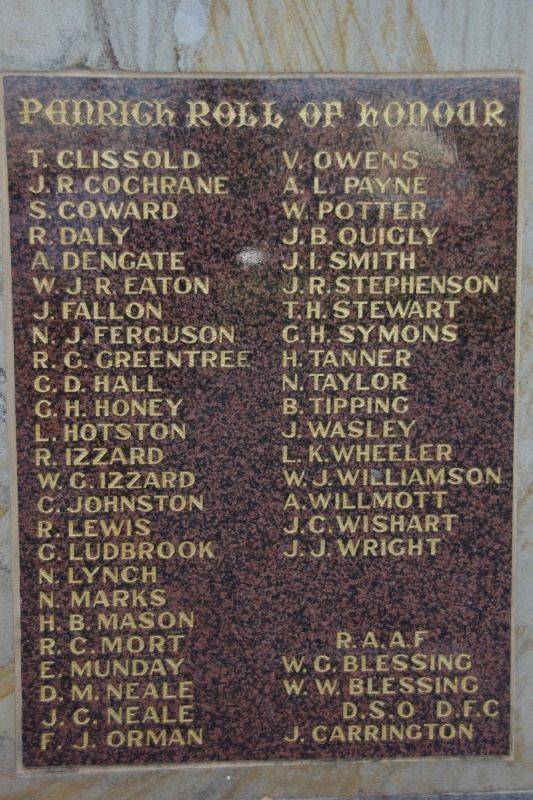 PENRITH ROLL OF HONOUR
T. CLISSOLD
J. R. COCHRANE
S. COWARD
R. DALY
A. DENGATE
W. J. R. EATON
J. FALLON
N. J. FERGUSON
R. G. GREENTREE
G. D. HALL
G. H. HONEY
L. HOTSTON
R. IZZARD
W. G. IZZARD
C. JOHNSTON
R. LEWIS
G. LUDBROOK
N. LYNCH
N. MARKS
H. B. MASON
R. C. MORT
E. MUNDAY
D. M. NEALE
J. G. NEALE
F. J. ORMAN
V. OWENS
A. L. PAYNE
W. POTTER
J. B. QUIGLY
J. I. SMITH
J. R. STEPHENSON
T. H. STEWART
G. H. SYMONS
H. TANNER
N. TAYLOR
B. TIPPING
J. WASLEY
L. K. WHEELER
W. J. WILLIAMSON
A. WILLMOTT
J. C. WISHART
J. J. WRIGHT
R.A.A.F
W. G. BLESSING
W. W. BLESSING
D.S.O D.F.C
J. CARRINGTON